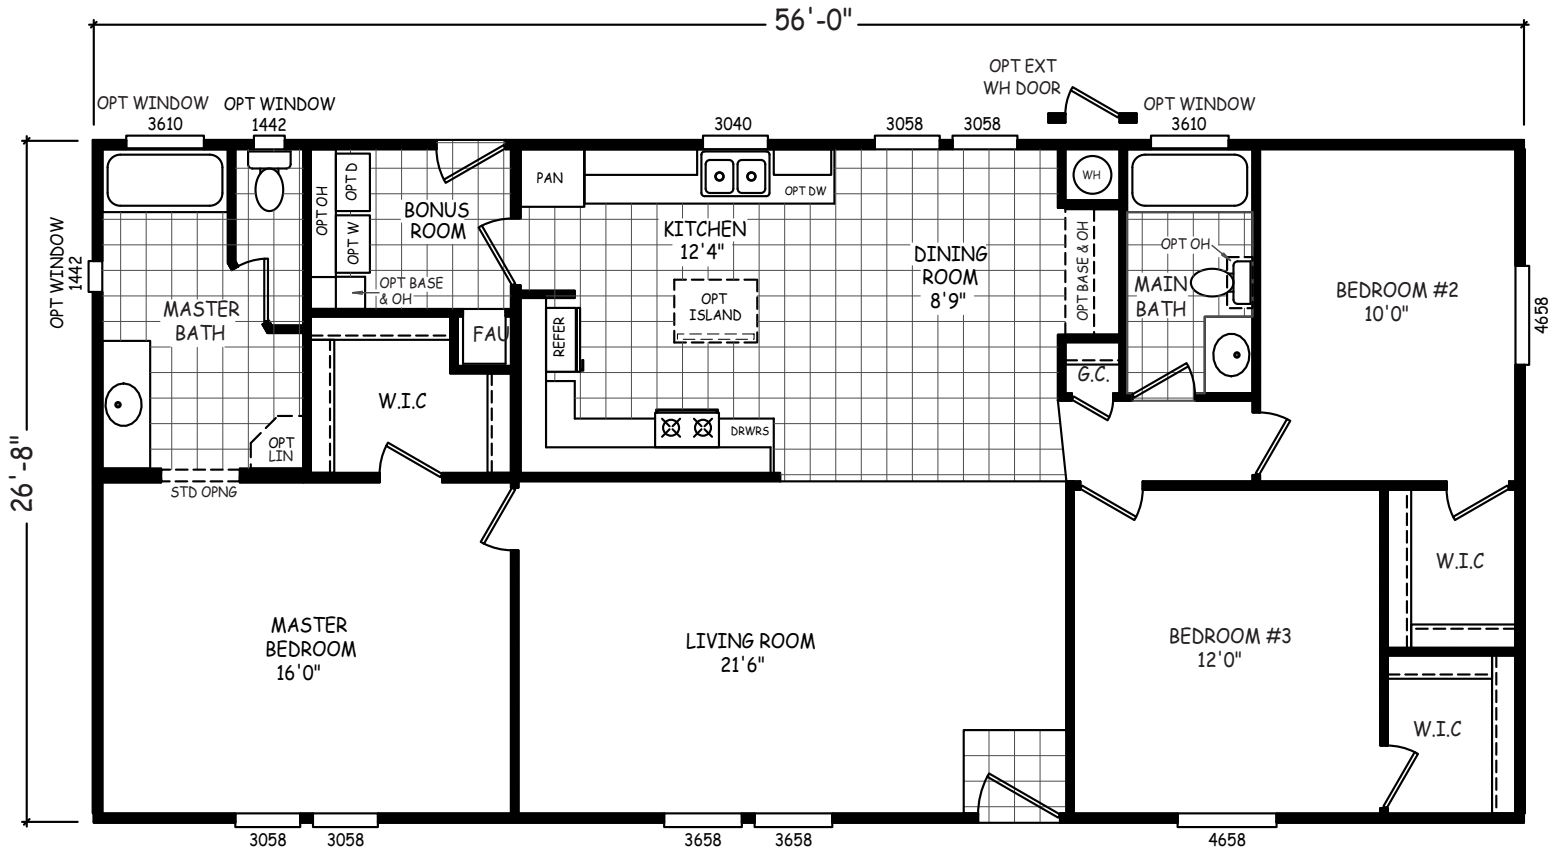 56'-0"
OPT EXT
WH DOOR
OPT WINDOW
3610
OPT WINDOW
1442
3040
3058
3058
OPT WINDOW
3610
OPT WINDOW
1442
26'-8"
OPT OH
OPT D
OPT W
BONUS
ROOM
OPT BASE
& OH
PAN
OPT DW
KITCHEN
12'4"
DINING
ROOM
8'9"
OPT
ISLAND
WH
OPT BASE & OH
OPT OH
MAIN
BATH
BEDROOM #2
10'0"
4658
MASTER
BATH
FAU
REFER
G.C.
W.I.C
DRWRS
OPT
LIN
STD OPNG
W.I.C
MASTER
BEDROOM
16'0"
LIVING ROOM
21'6"
BEDROOM #3
12'0"
W.I.C
3058
3058
3658
3658
4658